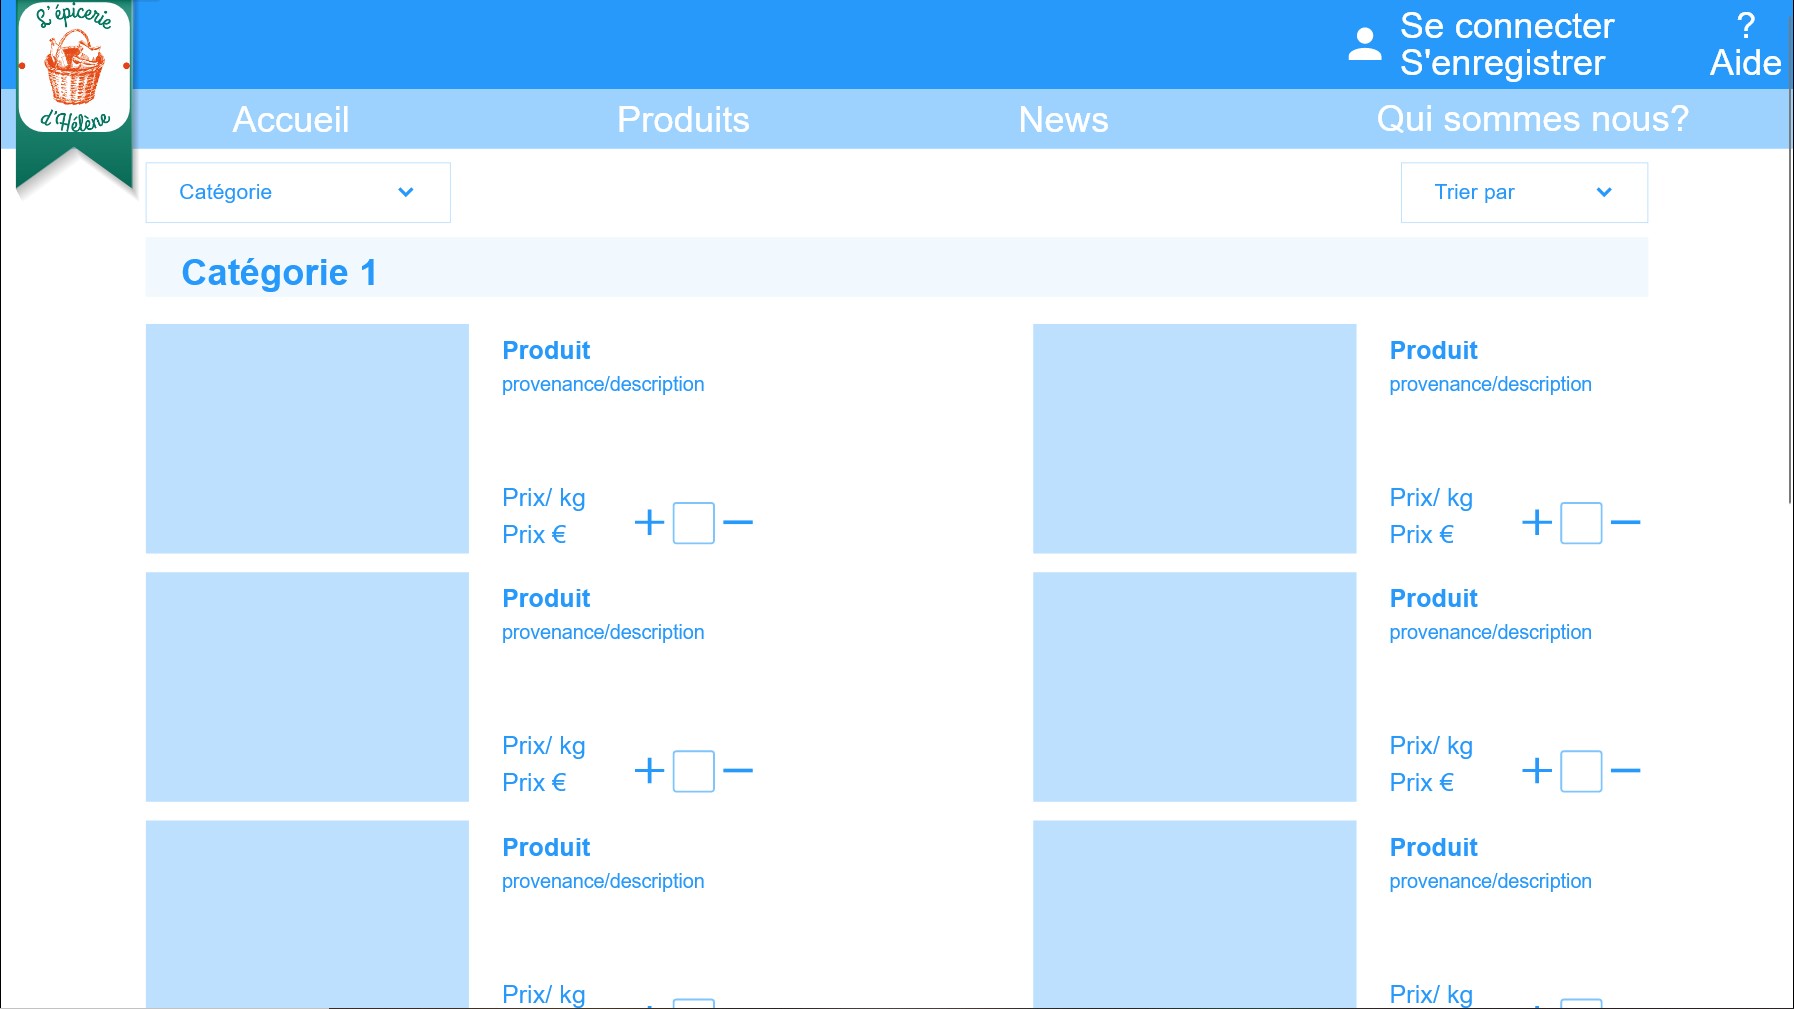 L'épicerie
d'Hélène
Se connecter
S'enregistrer
?
Aide
Accueil
Produits
News
Qui sommes nous?
Catégorie
Trier par
Catégorie 1
Produit
provenance/description
Prix/ kg
Prix €
+
−
Produit
provenance/description
Prix/ kg
Prix €
+
−
Produit
provenance/description
Prix/ kg
Prix €
+
−
Produit
provenance/description
Prix/ kg
Prix €
+
−
Produit
provenance/description
Prix/ kg
Produit
provenance/description
Prix/ kg